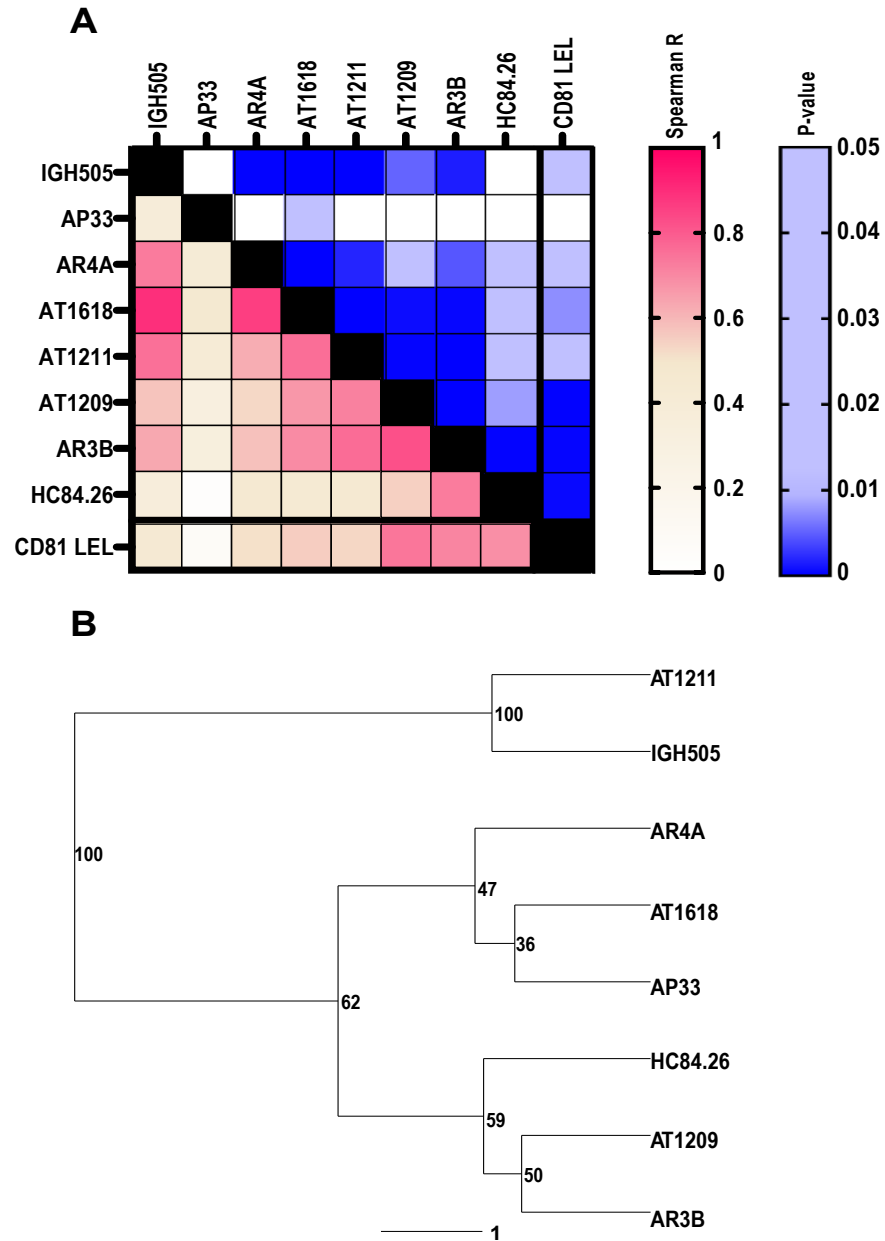 A
IGH505
AP33
AR4A
AT1618
AT1211
AT1209
AR3B
HC84.26
CD81 LEL
IGH505
AP33
AR4A
AT1618
AT1211
AT1209
AR3B
HC84.26
CD81 LEL
Spearman R
1
0.8
0.6
0.4
0.2
0
P-value
0.05
0.04
0.03
0.02
0.01
0
B
AT1211
100
IGH505
AR4A
100
47
AT1618
36
AP33
62
HC84.26
59
AT1209
50
AR3B
1